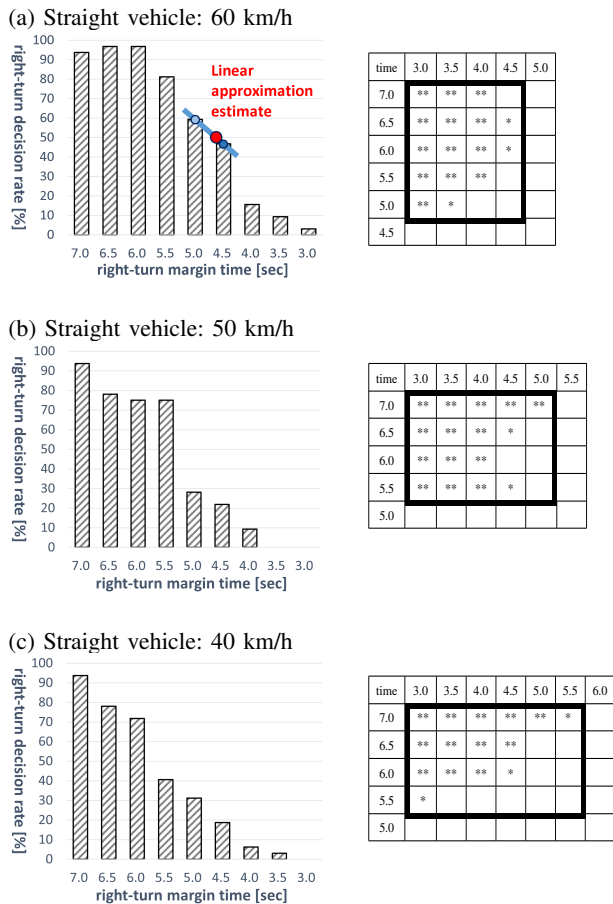 (a) Straight vehicle: 60 km/h
right-turn decision rate [%]
100
90
80
70
60
50
40
30
20
10
0
Linear
approximation
estimate
7.0 6.5 6.0 5.5 5.0 4.5 4.0 3.5 3.0
right-turn margin time [sec]
time 3.0 3.5 4.0 4.5 5.0
7.0 ** ** **
6.5 ** ** ** *
6.0 ** ** ** *
5.5 ** ** **
5.0 ** *
4.5
(b) Straight vehicle: 50 km/h
right-turn decision rate [%]
100
90
80
70
60
50
40
30
20
10
0
7.0 6.5 6.0 5.5 5.0 4.5 4.0 3.5 3.0
right-turn margin time [sec]
time 3.0 3.5 4.0 4.5 5.0 5.5
7.0 ** ** ** ** **
6.5 ** ** ** *
6.0 ** ** **
5.5 ** ** ** *
5.0
(c) Straight vehicle: 40 km/h
right-turn decision rate [%]
100
90
80
70
60
50
40
30
20
10
0
7.0 6.5 6.0 5.5 5.0 4.5 4.0 3.5 3.0
right-turn margin time [sec]
time 3.0 3.5 4.0 4.5 5.0 5.5 6.0
7.0 ** ** ** ** ** *
6.5 ** ** ** **
6.0 ** ** ** *
5.5 *
5.0